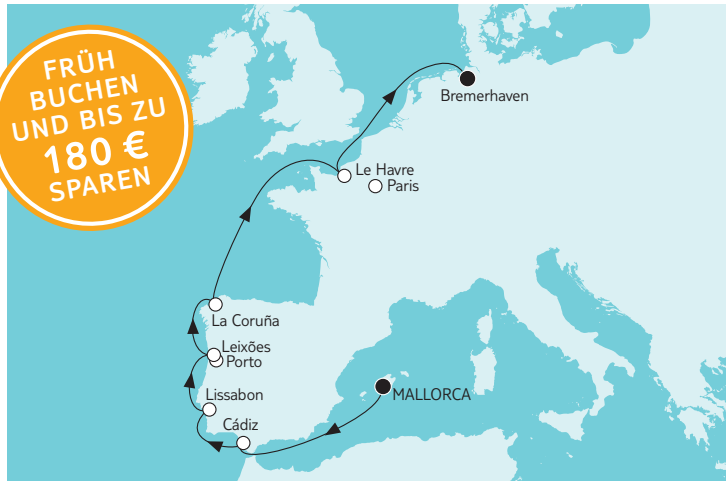 FRÜH
BUCHEN
UND BIS ZU
180 €
SPAREN
Bremerhaven
Le Havre
Paris
La Coruña
Leixões
Porto
Lissabon
MALLORCA
Cádiz